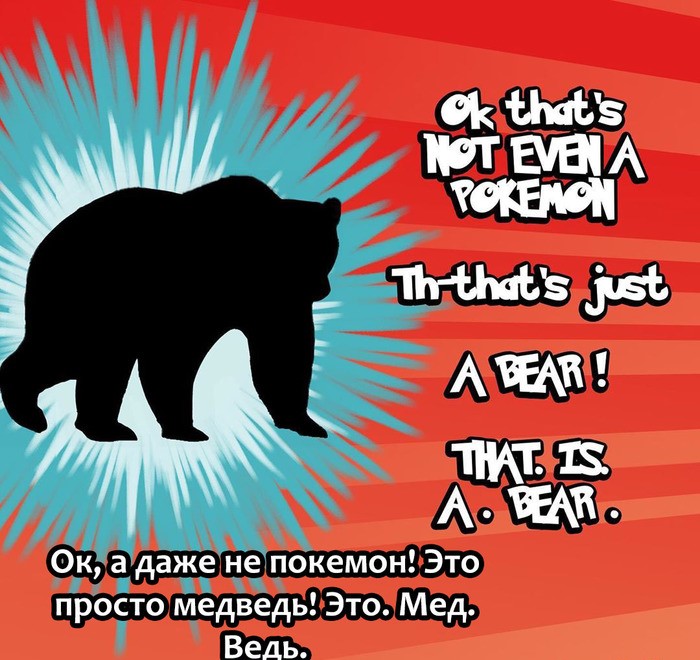 Ok that's
NOT EVEN A
POKEMON
Th-that's just
A BEAR !
THAT. IS.
A. BEAR .
Ок, а даже не покемон! Это
просто медведь! Это. Мед.
Ведь.